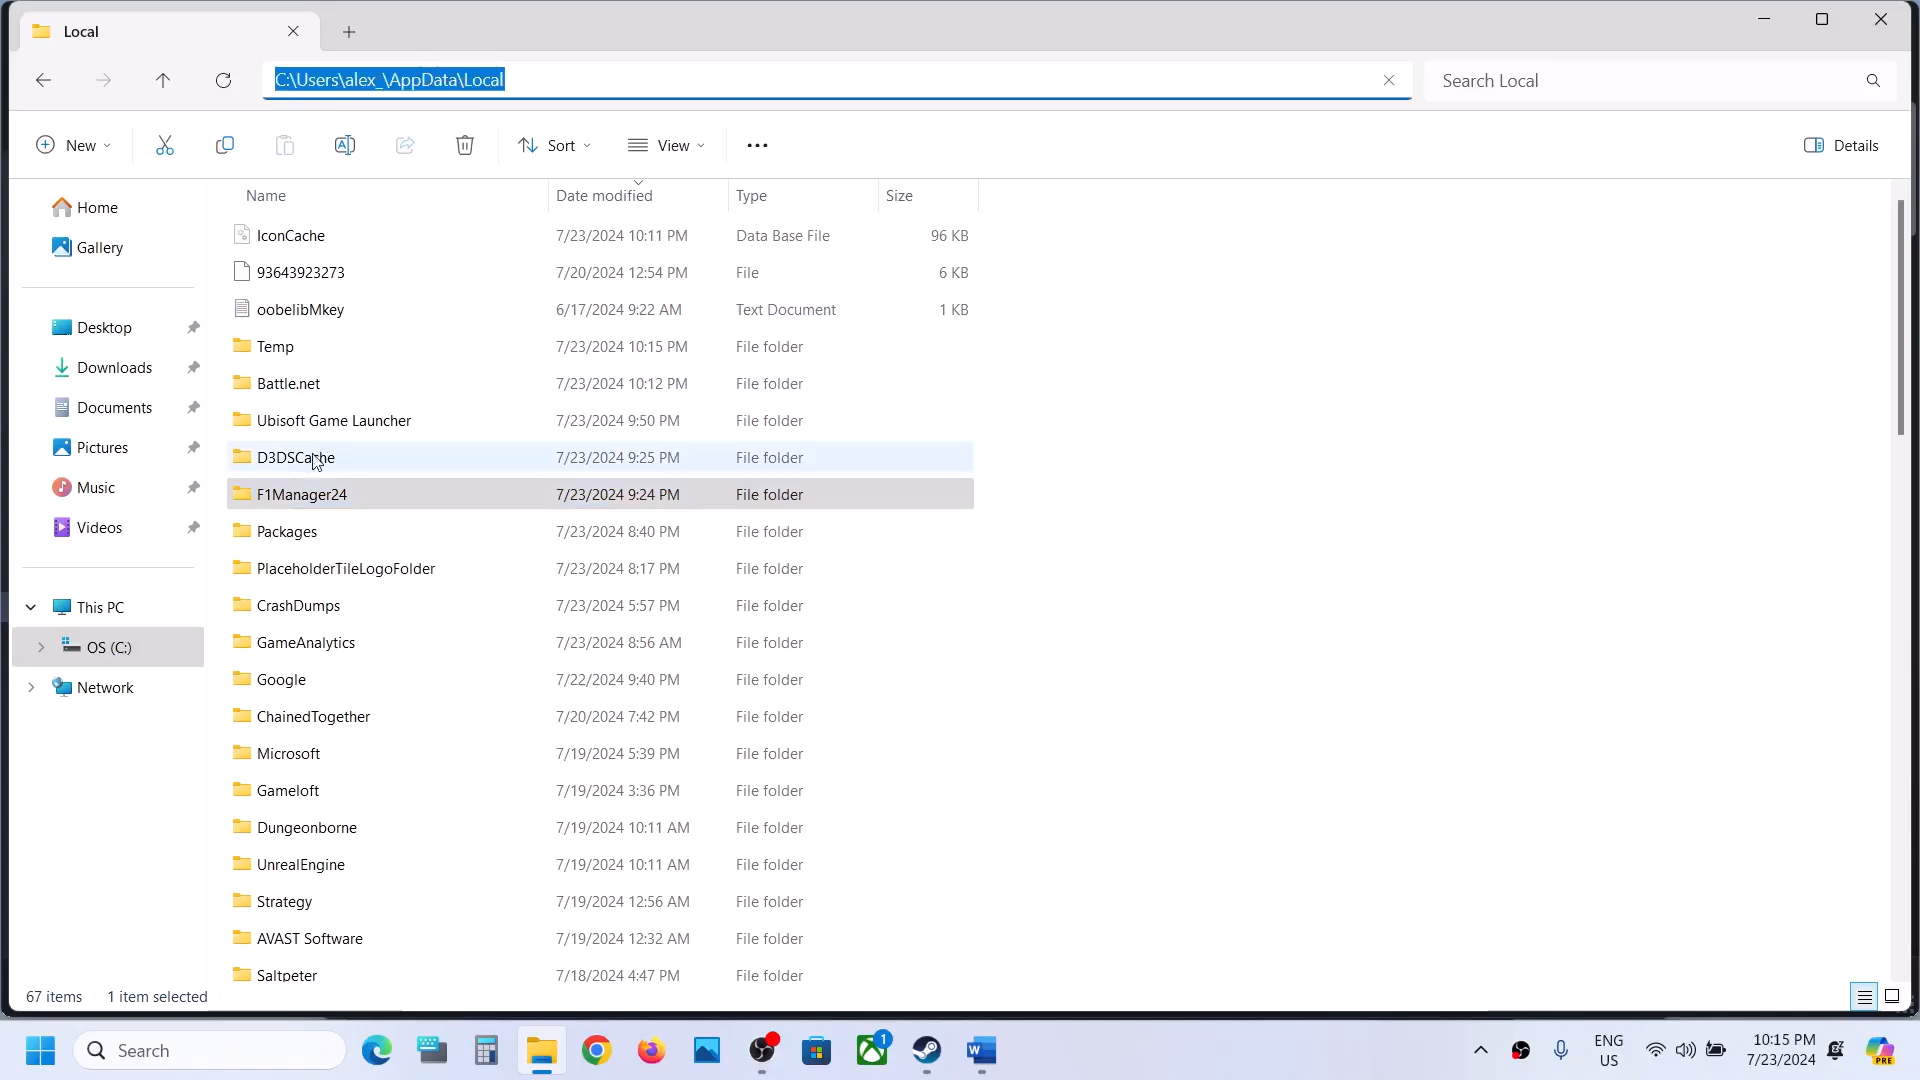 Local
C:\Users\alex_\AppData\Local
Search Local
New
Sort
View
Details
Name Date modified Type Size
Home
Gallery
Desktop
Downloads
Documents
Pictures
Music
Videos
This PC
OS (C:)
Network
IconCache 7/23/2024 10:11 PM Data Base File 96 KB
93643923273 7/20/2024 12:54 PM File 6 KB
oobelibMkey 6/17/2024 9:22 AM Text Document 1 KB
Temp 7/23/2024 10:15 PM File folder
Battle.net 7/23/2024 10:12 PM File folder
Ubisoft Game Launcher 7/23/2024 9:50 PM File folder
D3DSCache 7/23/2024 9:25 PM File folder
F1Manager24 7/23/2024 9:24 PM File folder
Packages 7/23/2024 8:40 PM File folder
PlaceholderTileLogoFolder 7/23/2024 8:17 PM File folder
CrashDumps 7/23/2024 5:57 PM File folder
GameAnalytics 7/23/2024 8:56 AM File folder
Google 7/22/2024 9:40 PM File folder
ChainedTogether 7/20/2024 7:42 PM File folder
Microsoft 7/19/2024 5:39 PM File folder
Gameloft 7/19/2024 3:36 PM File folder
Dungeonborne 7/19/2024 10:11 AM File folder
UnrealEngine 7/19/2024 10:11 AM File folder
Strategy 7/19/2024 12:56 AM File folder
AVAST Software 7/19/2024 12:32 AM File folder
Saltpeter 7/18/2024 4:47 PM File folder
67 items 1 item selected
Search
1
ENG
US
10:15 PM
7/23/2024
PRE